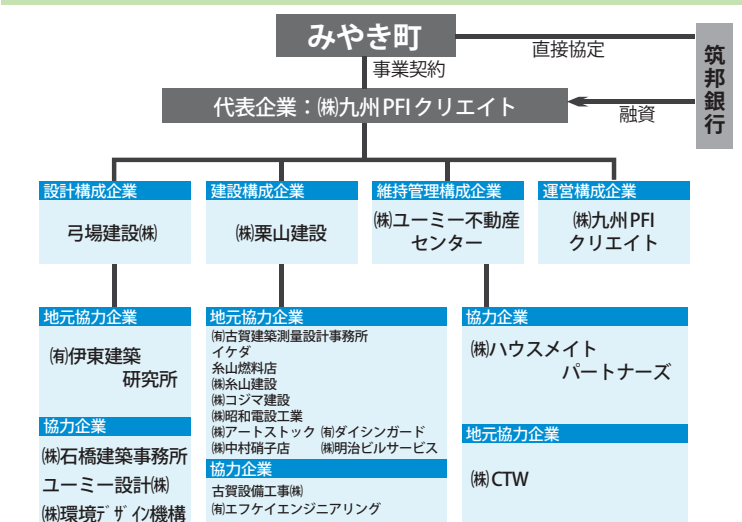 みやき町
直接協定
筑邦銀行
事業契約
代表企業：㈱九州PFIクリエイト
融資
設計構成企業
弓場建設㈱
建設構成企業
㈱栗山建設
維持管理構成企業
㈱ユーミー不動産
センター
運営構成企業
㈱九州PFI
クリエイト
地元協力企業
㈲伊東建築
研究所
協力企業
㈱石橋建築事務所
ユーミー設計㈱
㈱環境デザイン機構
地元協力企業
㈲古賀建築測量設計事務所
イケダ
糸山燃料店
㈱糸山建設
㈱コジマ建設
㈱昭和電設工業
㈱アートストック ㈲ダイシンガード
㈱中村硝子店 ㈱明治ビルサービス
協力企業
古賀設備工事㈱
㈲エフケイエンジニアリング
協力企業
㈱ハウスメイト
パートナーズ
地元協力企業
㈱CTW